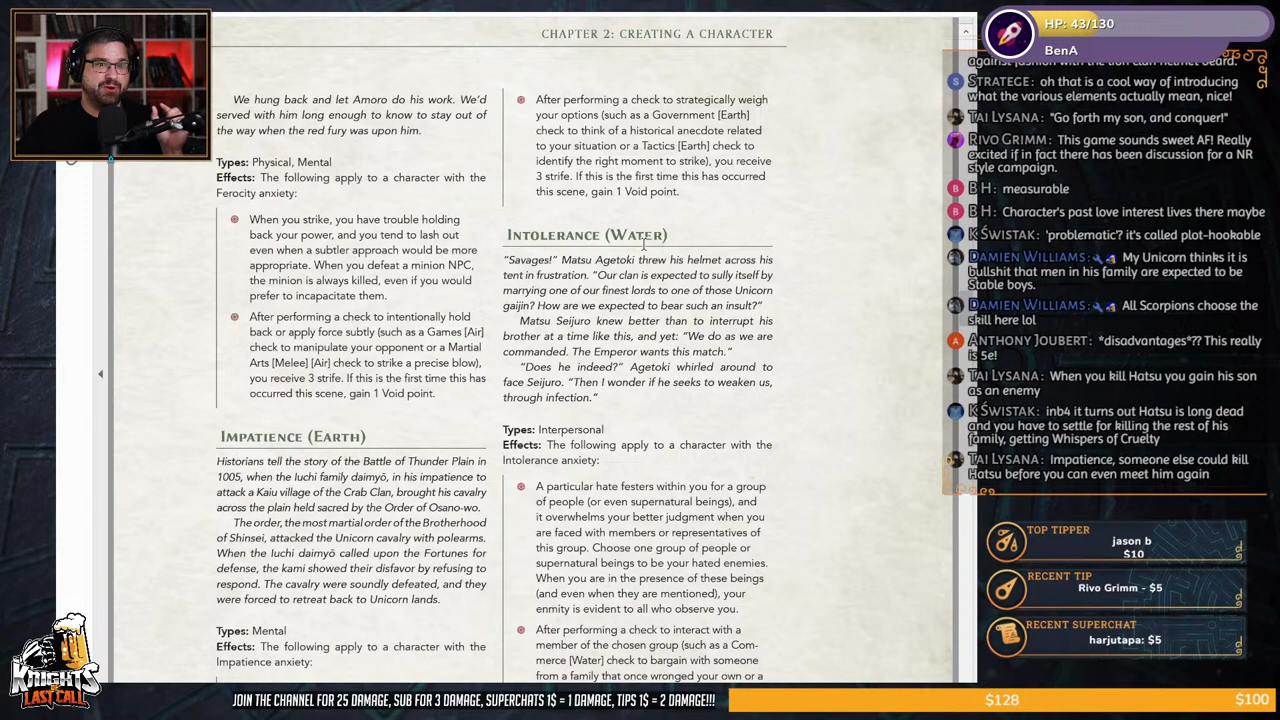 CHAPTER 2: CREATING A CHARACTER
We hung back and let Amoro do his work. We'd
served with him long enough to know to stay out of
the way when the red fury was upon him.
Types: Physical, Mental
Effects: The following apply to a character with the
Ferocity anxiety:
When you strike, you have trouble holding
back your power, and you tend to lash out
even when a subtler approach would be more
appropriate. When you defeat a minion NPC,
the minion is always killed, even if you would
prefer to incapacitate them.
After performing a check to intentionally hold
back or apply force subtly (such as a Games [Air]
check to manipulate your opponent or a Martial
Arts [Melee] [Air] check to strike a precise blow),
you receive 3 strife. If this is the first time this has
occurred this scene, gain 1 Void point.
IMPATIENCE (EARTH)
Historians tell the story of the Battle of Thunder Plain in
1005, when the Iuchi family daimyō, in his impatience to
attack a Kaiu village of the Crab Clan, brought his cavalry
across the plain held sacred by the Order of Osano-wo.
The order, the most martial order of the Brotherhood
of Shinsei, attacked the Unicorn cavalry with polearms.
When the Iuchi daimyō called upon the Fortunes for
defense, the kami showed their disfavor by refusing to
respond. The cavalry were soundly defeated, and they
were forced to retreat back to Unicorn lands.
Types: Mental
Effects: The following apply to a character with the
Impatience anxiety:
After performing a check to strategically weigh
your options (such as a Government [Earth]
check to think of a historical anecdote related
to your situation or a Tactics [Earth] check to
identify the right moment to strike), you receive
3 strife. If this is the first time this has occurred
this scene, gain 1 Void point.
INTOLERANCE (WATER)
"Savages!" Matsu Agetoki threw his helmet across his
tent in frustration. "Our clan is expected to sully itself by
marrying one of our finest lords to one of those Unicorn
gaijin? How are we expected to bear such an insult?"
Matsu Seijuro knew better than to interrupt his
brother at a time like this, and yet: "We do as we are
commanded. The Emperor wants this match."
"Does he indeed?" Agetoki whirled around to
face Seijuro. "Then I wonder if he seeks to weaken us,
through infection."
Types: Interpersonal
Effects: The following apply to a character with the
Intolerance anxiety:
A particular hate festers within you for a group
of people (or even supernatural beings), and
it overwhelms your better judgment when you
are faced with members or representatives of
this group. Choose one group of people or
supernatural beings to be your hated enemies.
When you are in the presence of these beings
(and even when they are mentioned), your
enmity is evident to all who observe you.
After performing a check to interact with a
member of the chosen group (such as a Com-
merce [Water] check to bargain with someone
from a family that once wronged your own or a
HP: 43/130
BenA
S STRATEGE: oh that is a cool way of introducing
what the various elements actually mean, nice!
TAI LYSANA: "Go forth my son, and conquer!"
RIVO GRIMM: This game sounds sweet AF! Really
excited if in fact there has been discussion for a NR
style campaign.
B B H: measurable
B B H: Character's past love interest lives there maybe
K ŚWISTAK: 'problematic? it's called plot-hookable
DAMIEN WILLIAMS: My Unicorn thinks it is
bullshit that men in his family are expected to be
Stable boys.
DAMIEN WILLIAMS: All Scorpions choose the
skill here lol
A ANTHONY JOUBERT: *disadvantages*?? This really
is 5e!
TAI LYSANA: When you kill Hatsu you gain his son
as an enemy
K ŚWISTAK: inb4 it turns out Hatsu is long dead
and you have to settle for killing the rest of his
family, getting Whispers of Cruelty
TAI LYSANA: Impatience, someone else could kill
Hatsu before you can even meet him again
TOP TIPPER
jason b
$10
RECENT TIP
Rivo Grimm - $5
RECENT SUPERCHAT
harjutapa: $5
KNIGHTS
OF
LAST CALL
JOIN THE CHANNEL FOR 25 DAMAGE, SUB FOR 3 DAMAGE, SUPERCHATS 1$ = 1 DAMAGE, TIPS 1$ = 2 DAMAGE!!!
$128
$100